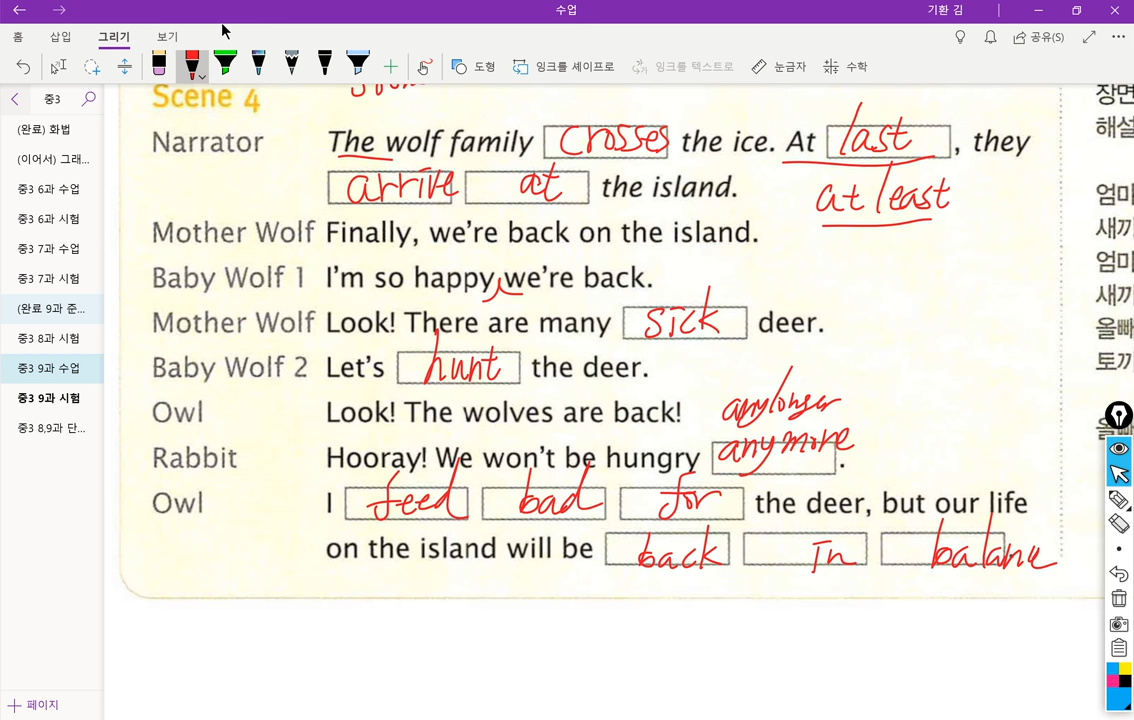 수업
기환 김
홈 삽입 그리기 보기
공유(S)
도형 잉크를 셰이프로 잉크를 텍스트로 눈금자 수학
중3
(완료) 화법
(이어서) 그래...
중3 6과 수업
중3 6과 시험
중3 7과 수업
중3 7과 시험
(완료 9과 준...
중3 8과 시험
중3 9과 수업
중3 9과 시험
중3 8,9과 단...
페이지
Scene 4
Narrator The wolf family crosses the ice. At last, they
arrive at the island.
at least
Mother Wolf Finally, we're back on the island.
Baby Wolf 1 I'm so happy we're back.
Mother Wolf Look! There are many sick deer.
Baby Wolf 2 Let's hunt the deer.
Owl Look! The wolves are back!
any longer
Rabbit Hooray! We won't be hungry anymore.
Owl I feed bad for the deer, but our life
on the island will be back in balane
장면
해설
엄마
새끼
엄마
새끼
올빼
토끼
올빼